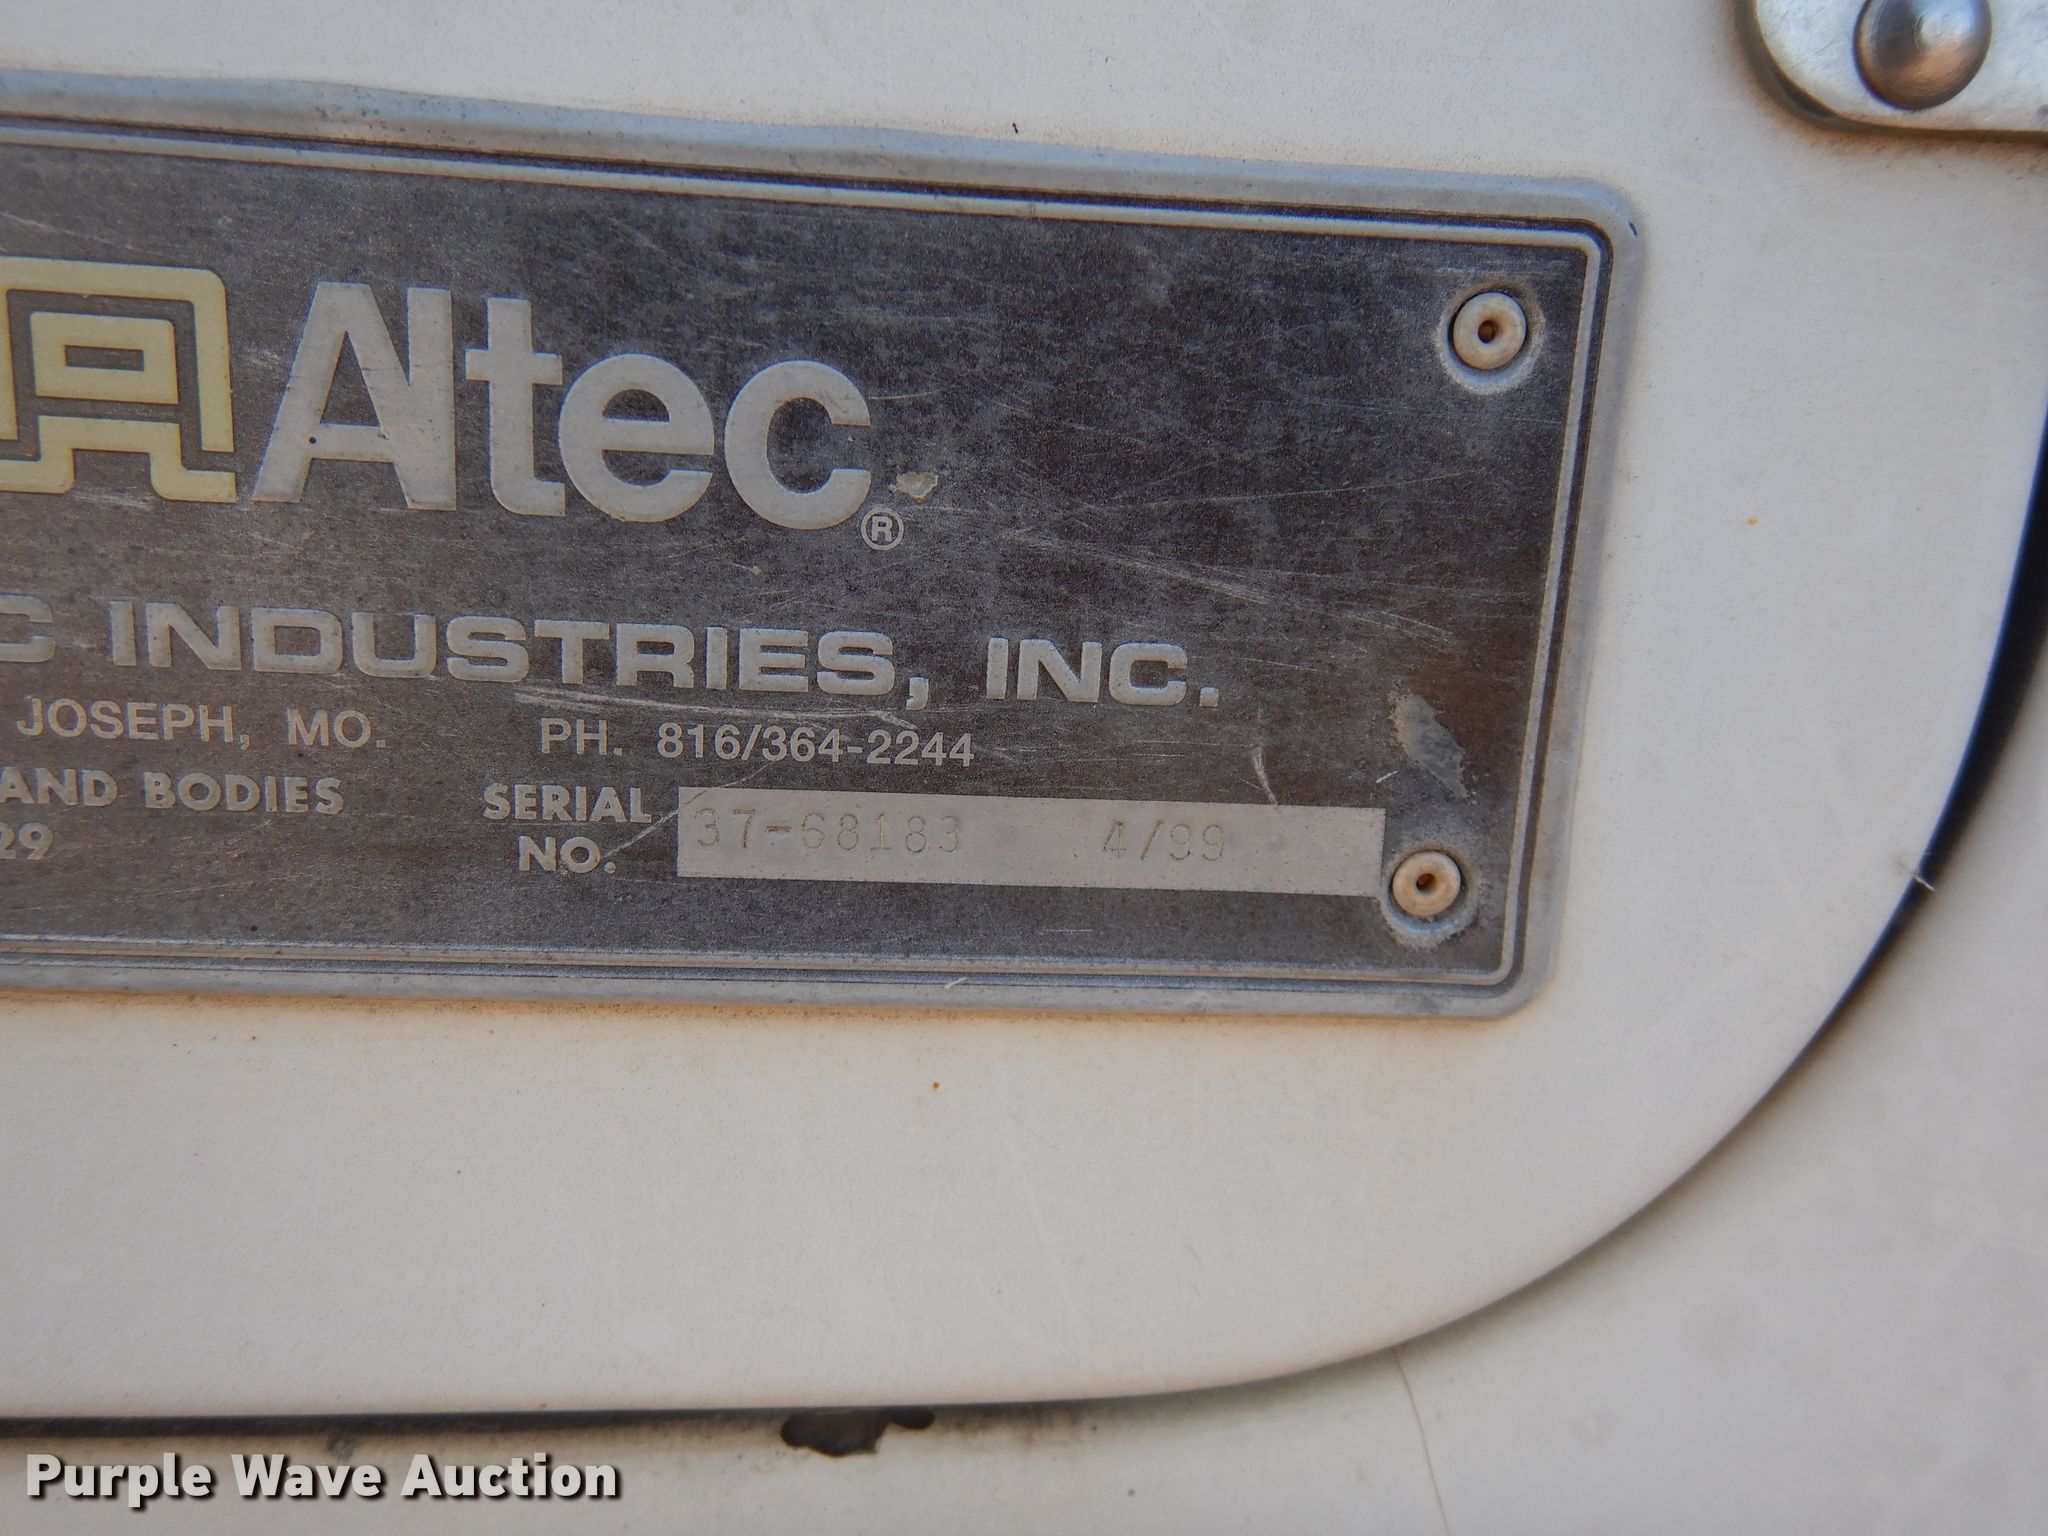 Altec®
C INDUSTRIES, INC.
JOSEPH, MO. PH. 816/364-2244
AND BODIES SERIAL NO. 37-68183 4/99
29
Purple Wave Auction